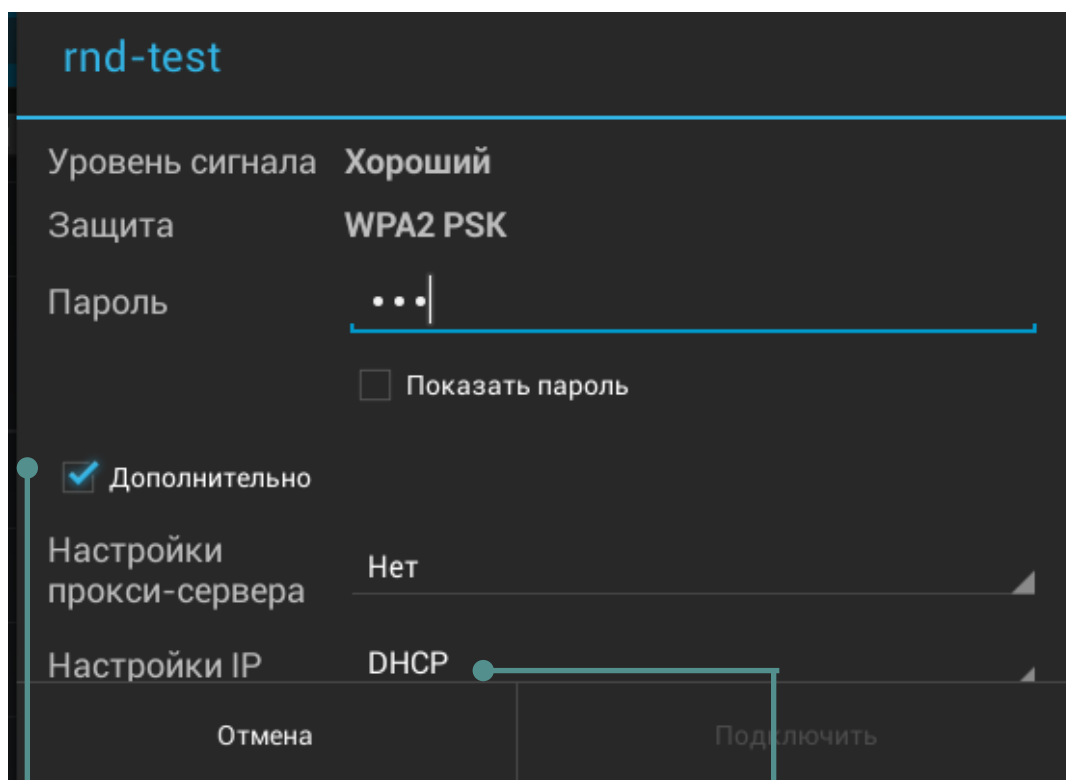 rnd-test
Уровень сигнала Хороший
Защита WPA2 PSK
Пароль •••
Показать пароль
Дополнительно
Настройки
прокси-сервера Нет
Настройки IP DHCP
Отмена Подключить